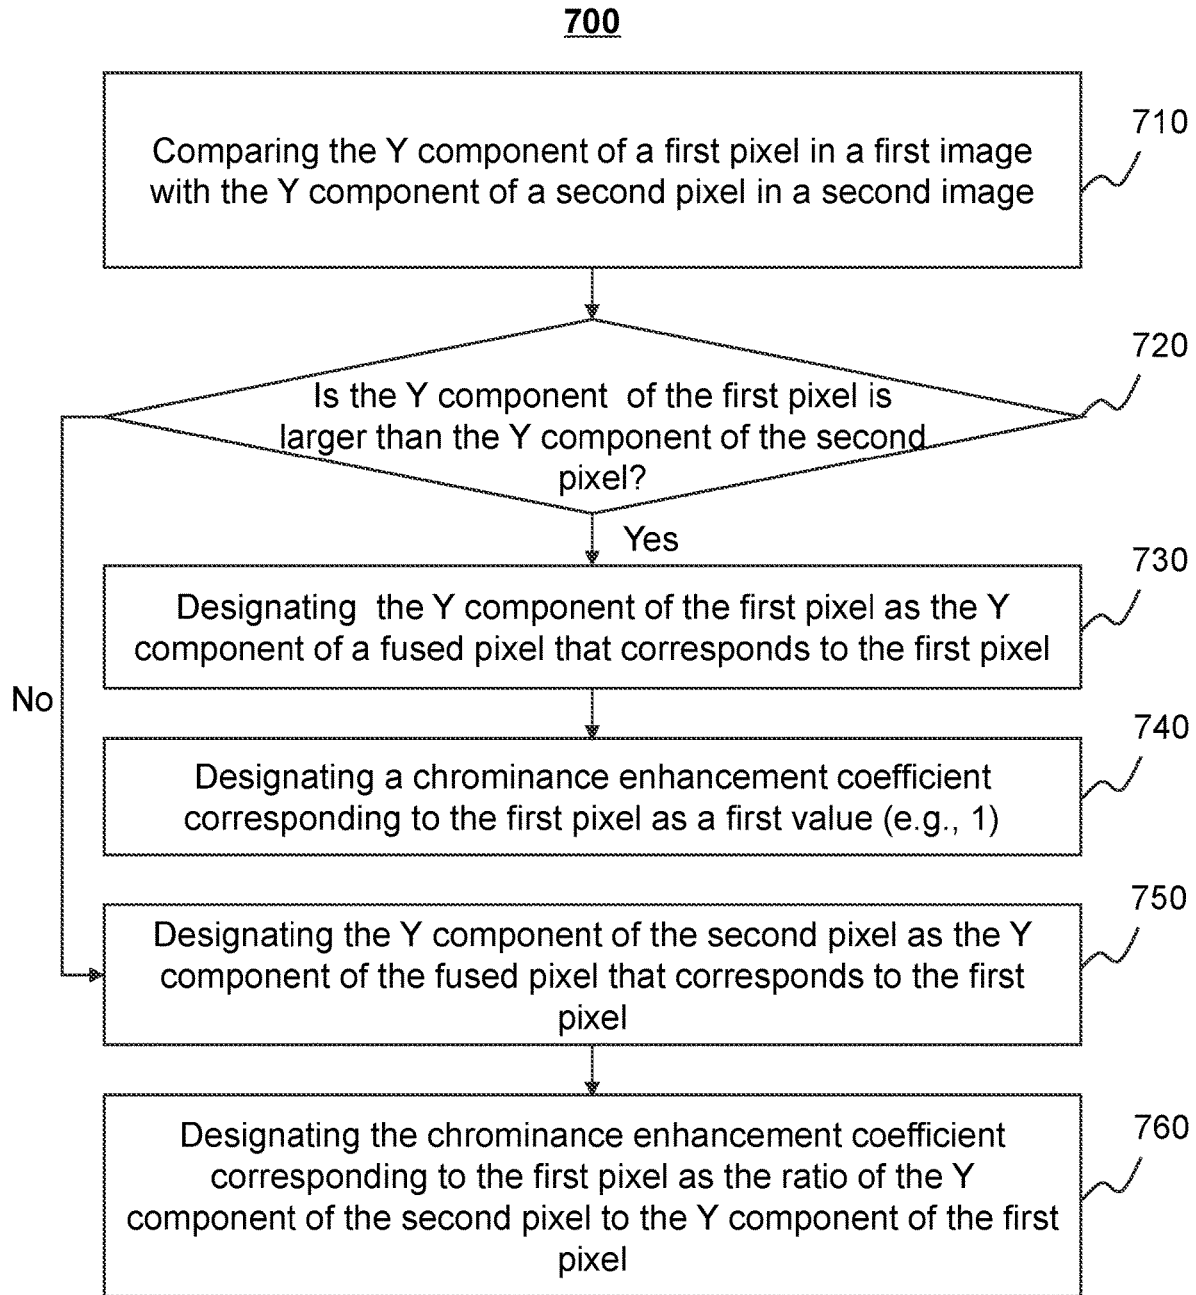 700
Comparing the Y component of a first pixel in a first image
with the Y component of a second pixel in a second image
710
Is the Y component of the first pixel is
larger than the Y component of the second
pixel?
720
Yes
Designating the Y component of the first pixel as the Y
component of a fused pixel that corresponds to the first pixel
730
No
Designating a chrominance enhancement coefficient
corresponding to the first pixel as a first value (e.g., 1)
740
Designating the Y component of the second pixel as the Y
component of the fused pixel that corresponds to the first
pixel
750
Designating the chrominance enhancement coefficient
corresponding to the first pixel as the ratio of the Y
component of the second pixel to the Y component of the first
pixel
760